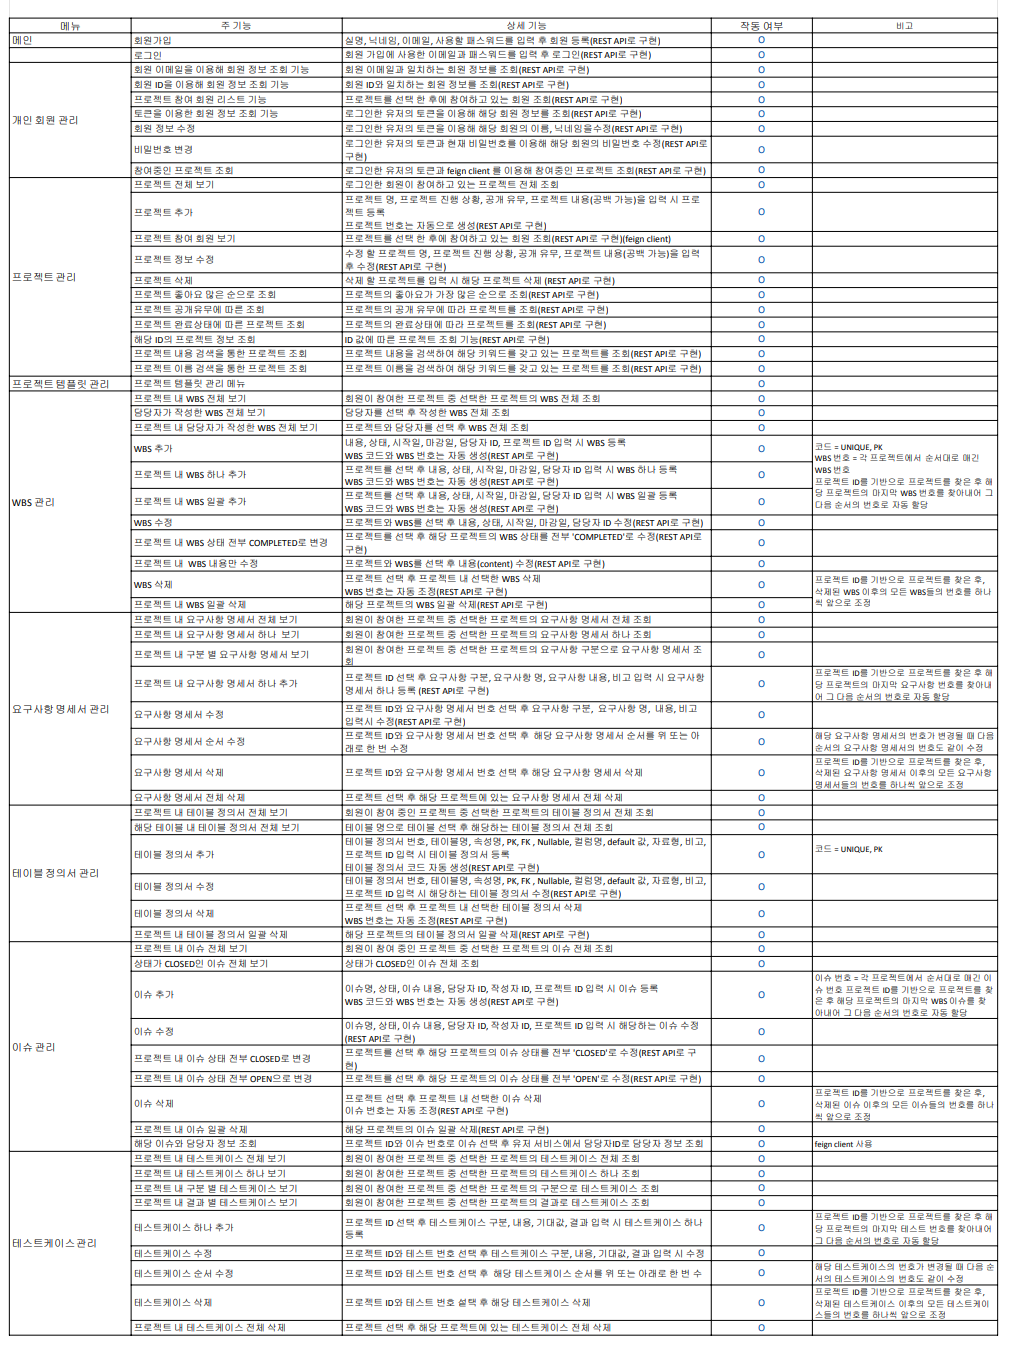 메뉴 주 기능 상세 기능 작동 여부 비고
메인 회원가입 실명, 닉네임, 이메일, 사용할 패스워드를 입력 후 회원 등록(REST API로 구현) O
로그인 회원 가입에 사용한 이메일과 패스워드를 입력 후 로그인(REST API로 구현) O
개인 회원 관리
회원 이메일을 이용해 회원 정보 조회 기능 회원 이메일과 일치하는 회원 정보를 조회(REST API로 구현) O
회원 ID을 이용해 회원 정보 조회 기능 회원 ID와 일치하는 회원 정보를 조회(REST API로 구현) O
프로젝트 참여 회원 리스트 기능 프로젝트를 선택한 후에 참여하고 있는 회원 조회(REST API로 구현) O
토큰을 이용한 회원 정보 조회 기능 로그인한 유저의 토큰을 이용해 해당 회원 정보를 조회(REST API로 구현) O
회원 정보 수정 로그인한 유저의 토큰을 이용해 해당 회원의 이름, 닉네임을수정(REST API로 구현) O
비밀번호 변경 로그인한 유저의 토큰과 현재 비밀번호를 이용해 해당 회원의 비밀번호 수정(REST API로
구현) O
참여중인 프로젝트 조회 로그인한 유저의 토큰과 feign client 를 이용해 참여중인 프로젝트 조회(REST API로 구현) O
프로젝트 관리
프로젝트 전체 보기 로그인한 회원이 참여하고 있는 프로젝트 전체 조회 O
프로젝트 추가 프로젝트 명, 프로젝트 진행 상황, 공개 유무, 프로젝트 내용(공백 가능)을 입력 시 프로
젝트 등록
프로젝트 번호는 자동으로 생성(REST API로 구현) O
프로젝트 참여 회원 보기 프로젝트를 선택 한 후에 참여하고 있는 회원 조회(REST API로 구현)(feign client) O
프로젝트 정보 수정 수정 할 프로젝트 명, 프로젝트 진행 상황, 공개 유무, 프로젝트 내용(공백 가능)을 입력
후 수정(REST API로 구현) O
프로젝트 삭제 삭제 할 프로젝트를 입력 시 해당 프로젝트 삭제 (REST API로 구현) O
프로젝트 좋아요 많은 순으로 조회 프로젝트의 좋아요가 가장 많은 순으로 조회(REST API로 구현) O
프로젝트 공개유무에 따른 조회 프로젝트의 공개 유무에 따라 프로젝트를 조회(REST API로 구현) O
프로젝트 완료상태에 따른 프로젝트 조회 프로젝트의 완료상태에 따라 프로젝트를 조회(REST API로 구현) O
해당 ID의 프로젝트 정보 조회 ID 값에 따른 프로젝트 조회 기능(REST API로 구현) O
프로젝트 내용 검색을 통한 프로젝트 조회 프로젝트 내용을 검색하여 해당 키워드를 갖고 있는 프로젝트를 조회(REST API로 구현) O
프로젝트 이름 검색을 통한 프로젝트 조회 프로젝트 이름을 검색하여 해당 키워드를 갖고 있는 프로젝트를 조회(REST API로 구현) O
프로젝트 템플릿 관리 프로젝트 템플릿 관리 메뉴 O
WBS 관리
프로젝트 내 WBS 전체 보기 회원이 참여한 프로젝트 중 선택한 프로젝트의 WBS 전체 조회 O
담당자가 작성한 WBS 전체 보기 담당자를 선택 후 작성한 WBS 전체 조회 O
프로젝트 내 담당자가 작성한 WBS 전체 보기 프로젝트와 담당자를 선택 후 WBS 전체 조회 O
WBS 추가 내용, 상태, 시작일, 마감일, 담당자 ID, 프로젝트 ID 입력 시 WBS 등록
WBS 코드와 WBS 번호는 자동 생성(REST API로 구현) O
프로젝트 내 WBS 하나 추가 프로젝트를 선택 후 내용, 상태, 시작일, 마감일, 담당자 ID 입력 시 WBS 하나 등록
WBS 코드와 WBS 번호는 자동 생성(REST API로 구현) O
프로젝트 내 WBS 일괄 추가 프로젝트를 선택 후 내용, 상태, 시작일, 마감일, 담당자 ID 입력 시 WBS 일괄 등록
WBS 코드와 WBS 번호는 자동 생성(REST API로 구현) O
코드 = UNIQUE, PK
WBS 번호 = 각 프로젝트에서 순서대로 매긴
WBS 번호
프로젝트 ID를 기반으로 프로젝트를 찾은 후 해
당 프로젝트의 마지막 WBS 번호를 찾아내어 그
다음 순서의 번호로 자동 할당
WBS 수정 프로젝트와 WBS를 선택 후 내용, 상태, 시작일, 마감일, 담당자 ID 수정(REST API로 구현) O
프로젝트 내 WBS 상태 전부 COMPLETED로 변경 프로젝트를 선택 후 해당 프로젝트의 WBS 상태를 전부 'COMPLETED'로 수정(REST API로
구현) O
프로젝트 내 WBS 내용만 수정 프로젝트와 WBS를 선택 후 내용(content) 수정(REST API로 구현) O
WBS 삭제 프로젝트 선택 후 프로젝트 내 선택한 WBS 삭제
WBS 번호는 자동 조정(REST API로 구현) O
프로젝트 내 WBS 일괄 삭제 해당 프로젝트의 WBS 일괄 삭제(REST API로 구현) O
프로젝트 ID를 기반으로 프로젝트를 찾은 후,
삭제된 WBS 이후의 모든 WBS들의 번호를 하나
씩 앞으로 조정
요구사항 명세서 관리
프로젝트 내 요구사항 명세서 전체 보기 회원이 참여한 프로젝트 중 선택한 프로젝트의 요구사항 명세서 전체 조회 O
프로젝트 내 요구사항 명세서 하나 보기 회원이 참여한 프로젝트 중 선택한 프로젝트의 요구사항 명세서 하나 조회 O
프로젝트 내 구분 별 요구사항 명세서 보기 회원이 참여한 프로젝트 중 선택한 프로젝트의 요구사항 구분으로 요구사항 명세서 조
회 O
프로젝트 내 요구사항 명세서 하나 추가 프로젝트 ID 선택 후 요구사항 구분, 요구사항 명, 요구사항 내용, 비고 입력 시 요구사항
명세서 하나 등록 (REST API로 구현) O
프로젝트 ID를 기반으로 프로젝트를 찾은 후 해
당 프로젝트의 마지막 요구사항 번호를 찾아내
어 그 다음 순서의 번호로 자동 할당
요구사항 명세서 수정 프로젝트 ID와 요구사항 명세서 번호 선택 후 요구사항 구분, 요구사항 명, 내용, 비고
입력시 수정(REST API로 구현) O
요구사항 명세서 순서 수정 프로젝트 ID와 요구사항 명세서 번호 선택 후 해당 요구사항 명세서 순서를 위 또는 아
래로 한 번 수정 O
해당 요구사항 명세서의 번호가 변경될 때 다음
순서의 요구사항 명세서의 번호도 같이 수정
요구사항 명세서 삭제 프로젝트 ID와 요구사항 명세서 번호 선택 후 해당 요구사항 명세서 삭제 O
프로젝트 ID를 기반으로 프로젝트를 찾은 후,
삭제된 요구사항 명세서 이후의 모든 요구사항
명세서들의 번호를 하나씩 앞으로 조정
요구사항 명세서 전체 삭제 프로젝트 선택 후 해당 프로젝트에 있는 요구사항 명세서 전체 삭제 O
테이블 정의서 관리
프로젝트 내 테이블 정의서 전체 보기 회원이 참여 중인 프로젝트 중 선택한 프로젝트의 테이블 정의서 전체 조회 O
해당 테이블 내 테이블 정의서 전체 보기 테이블 명으로 테이블 선택 후 해당하는 테이블 정의서 전체 조회 O
테이블 정의서 추가 테이블 정의서 번호, 테이블명, 속성명, PK, FK , Nullable, 컬럼명, default 값, 자료형, 비고,
프로젝트 ID 입력 시 테이블 정의서 등록
테이블 정의서 코드 자동 생성(REST API로 구현) O 코드 = UNIQUE, PK
테이블 정의서 수정 테이블 정의서 번호, 테이블명, 속성명, PK, FK , Nullable, 컬럼명, default 값, 자료형, 비고,
프로젝트 ID 입력 시 해당하는 테이블 정의서 수정(REST API로 구현) O
테이블 정의서 삭제 프로젝트 선택 후 프로젝트 내 선택한 테이블 정의서 삭제
WBS 번호는 자동 조정(REST API로 구현) O
프로젝트 내 테이블 정의서 일괄 삭제 해당 프로젝트의 테이블 정의서 일괄 삭제(REST API로 구현) O
이슈 관리
프로젝트 내 이슈 전체 보기 회원이 참여 중인 프로젝트 중 선택한 프로젝트의 이슈 전체 조회 O
상태가 CLOSED인 이슈 전체 보기 상태가 CLOSED인 이슈 전체 조회 O
이슈 추가 이슈명, 상태, 이슈 내용, 담당자 ID, 작성자 ID, 프로젝트 ID 입력 시 이슈 등록
WBS 코드와 WBS 번호는 자동 생성(REST API로 구현) O
이슈 번호 = 각 프로젝트에서 순서대로 매긴 이
슈 번호 프로젝트 ID를 기반으로 프로젝트를 찾
은 후 해당 프로젝트의 마지막 WBS 이슈를 찾
아내어 그 다음 순서의 번호로 자동 할당
이슈 수정 이슈명, 상태, 이슈 내용, 담당자 ID, 작성자 ID, 프로젝트 ID 입력 시 해당하는 이슈 수정
(REST API로 구현) O
프로젝트 내 이슈 상태 전부 CLOSED로 변경 프로젝트를 선택 후 해당 프로젝트의 이슈 상태를 전부 'CLOSED'로 수정(REST API로 구
현) O
프로젝트 내 이슈 상태 전부 OPEN으로 변경 프로젝트를 선택 후 해당 프로젝트의 이슈 상태를 전부 'OPEN'로 수정(REST API로 구현) O
이슈 삭제 프로젝트 선택 후 프로젝트 내 선택한 이슈 삭제
이슈 번호는 자동 조정(REST API로 구현) O
프로젝트 ID를 기반으로 프로젝트를 찾은 후,
삭제된 이슈 이후의 모든 이슈들의 번호를 하나
씩 앞으로 조정
프로젝트 내 이슈 일괄 삭제 해당 프로젝트의 이슈 일괄 삭제(REST API로 구현) O
해당 이슈와 담당자 정보 조회 프로젝트 ID와 이슈 번호로 이슈 선택 후 유저 서비스에서 담당자ID로 담당자 정보 조회 O feign client 사용
테스트케이스관리
프로젝트 내 테스트케이스 전체 보기 회원이 참여한 프로젝트 중 선택한 프로젝트의 테스트케이스 전체 조회 O
프로젝트 내 테스트케이스 하나 보기 회원이 참여한 프로젝트 중 선택한 프로젝트의 테스트케이스 하나 조회 O
프로젝트 내 구분 별 테스트케이스 보기 회원이 참여한 프로젝트 중 선택한 프로젝트의 구분으로 테스트케이스 조회 O
프로젝트 내 결과 별 테스트케이스 보기 회원이 참여한 프로젝트 중 선택한 프로젝트의 결과로 테스트케이스 조회 O
테스트케이스 하나 추가 프로젝트 ID 선택 후 테스트케이스 구분, 내용, 기대값, 결과 입력 시 테스트케이스 하나
등록 O
프로젝트 ID를 기반으로 프로젝트를 찾은 후 해
당 프로젝트의 마지막 테스트 번호를 찾아내어
그 다음 순서의 번호로 자동 할당
테스트케이스 수정 프로젝트 ID와 테스트 번호 선택 후 테스트케이스 구분, 내용, 기대값, 결과 입력 시 수정 O
테스트케이스 순서 수정 프로젝트 ID와 테스트 번호 선택 후 해당 테스트케이스 순서를 위 또는 아래로 한 번 수 O
해당 테스트케이스의 번호가 변경될 때 다음 순
서의 테스트케이스의 번호도 같이 수정
테스트케이스 삭제 프로젝트 ID와 테스트 번호 선택 후 해당 테스트케이스 삭제 O
프로젝트 ID를 기반으로 프로젝트를 찾은 후,
삭제된 테스트케이스 이후의 모든 테스트케이
스들의 번호를 하나씩 앞으로 조정
프로젝트 내 테스트케이스 전체 삭제 프로젝트 선택 후 해당 프로젝트에 있는 테스트케이스 전체 삭제 O